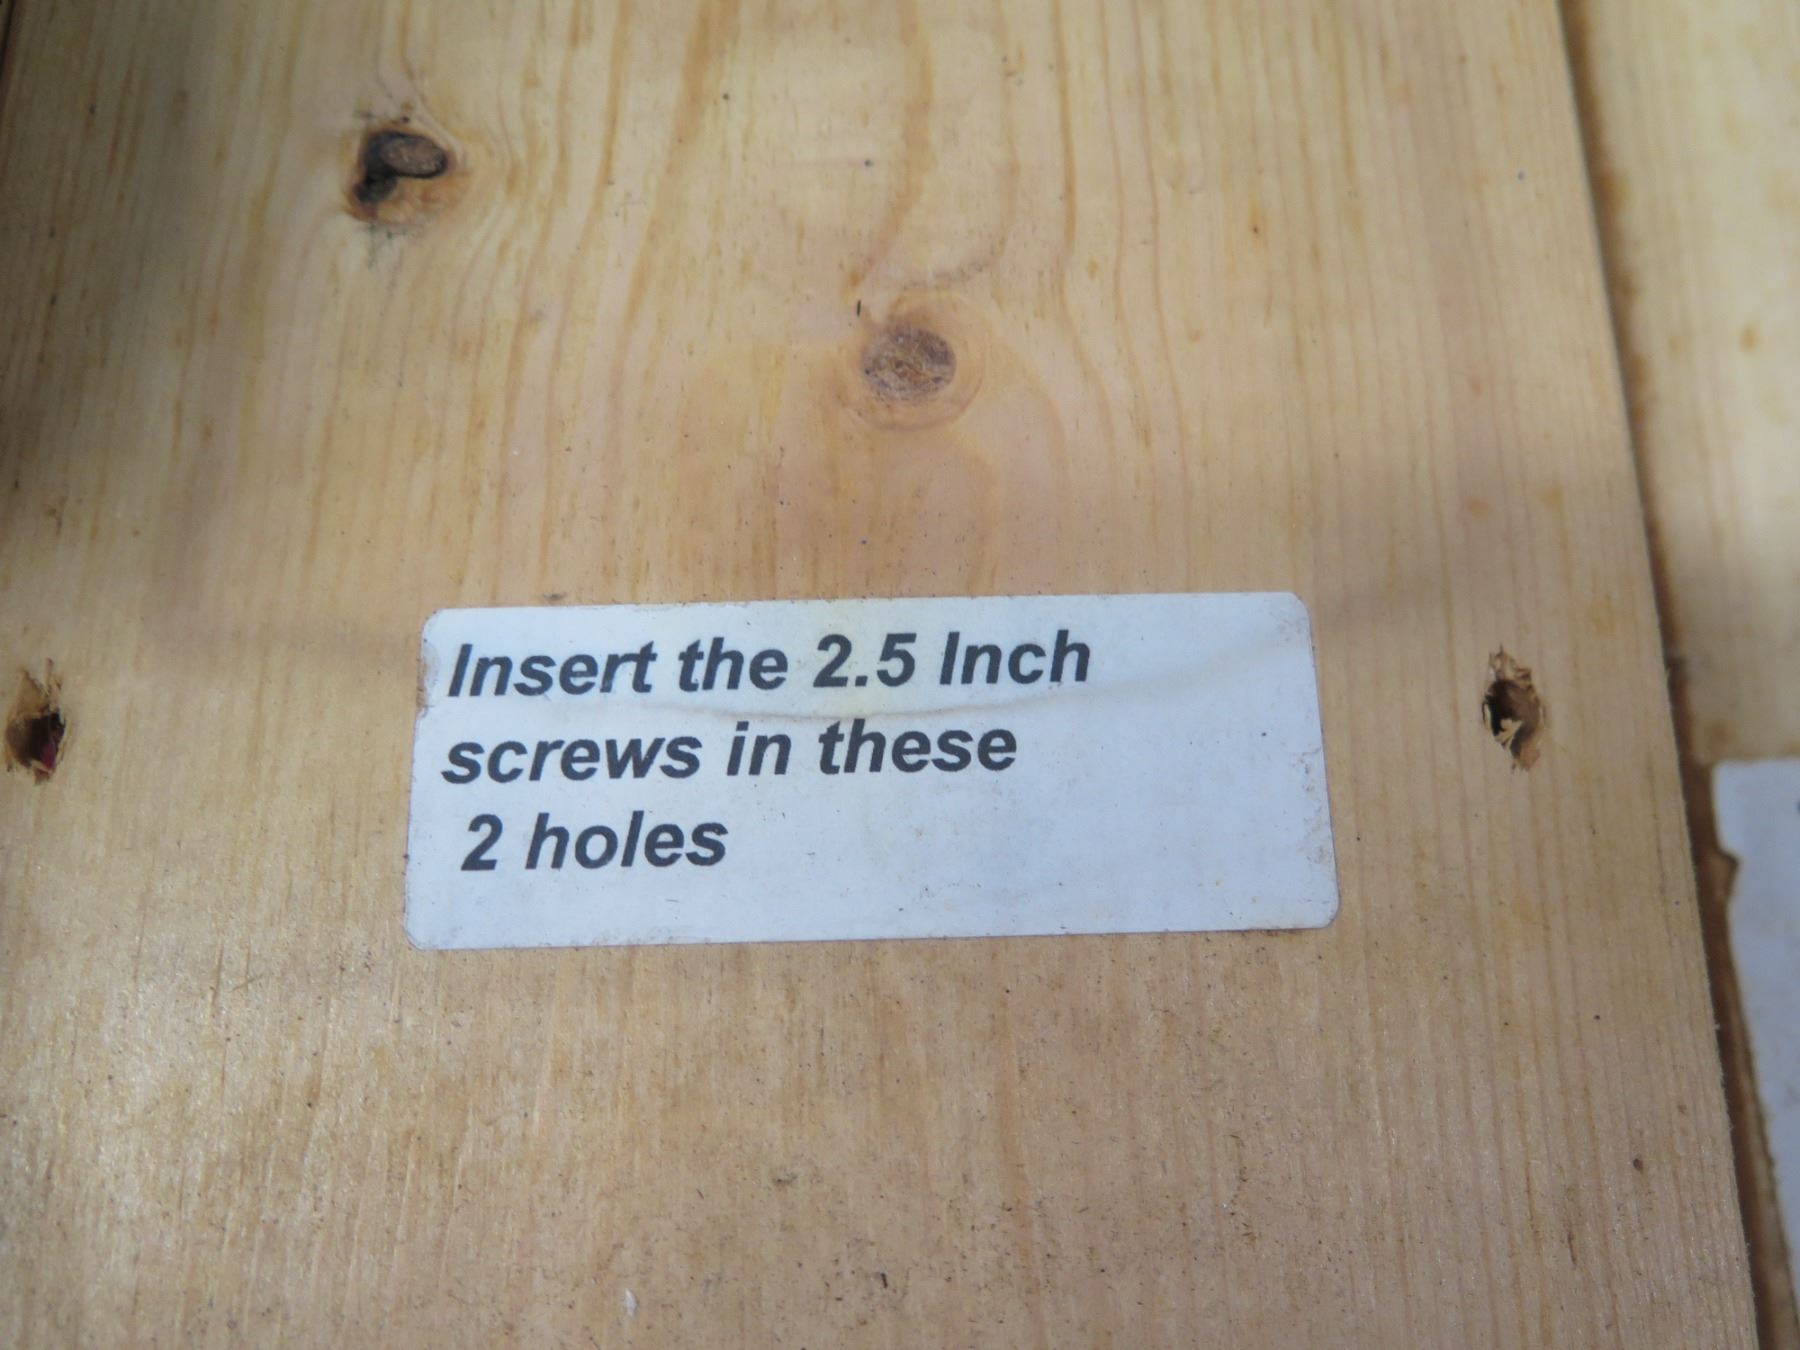 Insert the 2.5 Inch
screws in these
2 holes